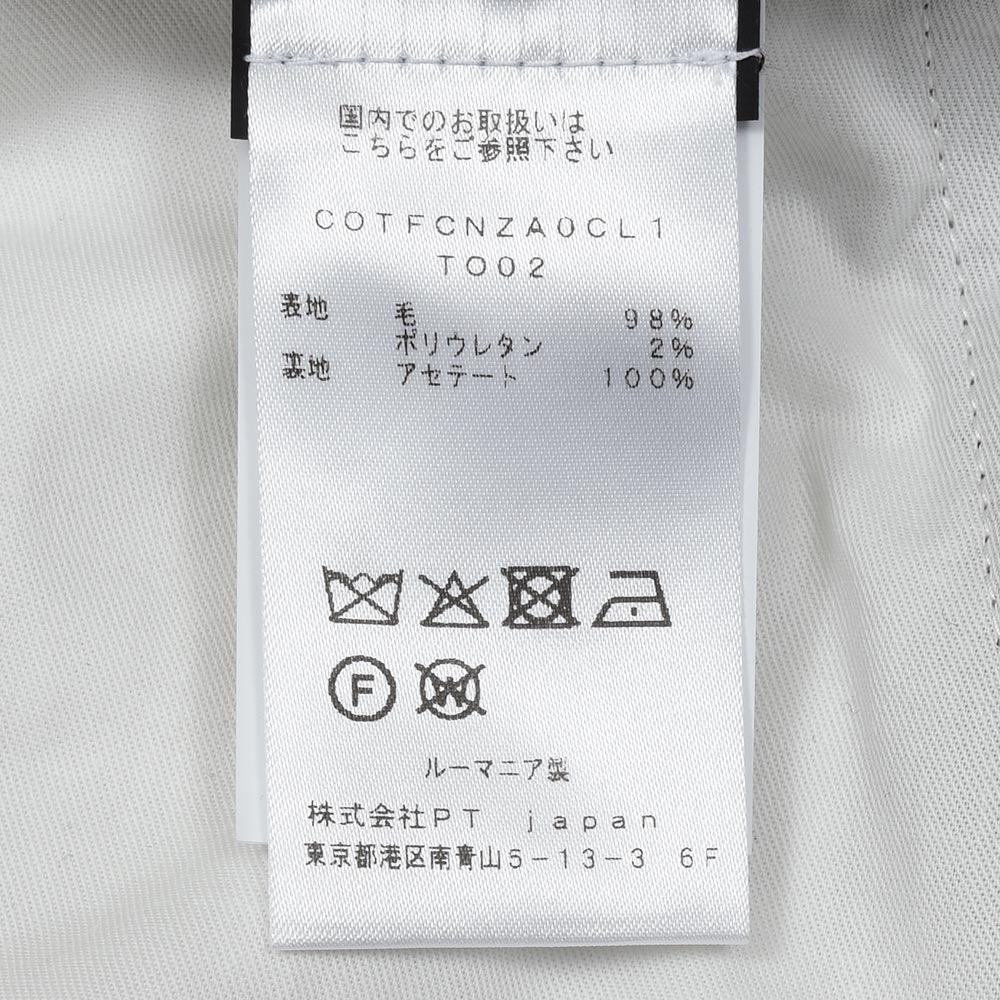 国内でのお取扱いは
こちらをご参照下さい
COTFCNZA0CL1
TO02
表地 毛 98%
ポリウレタン 2%
裏地 アセテート 100%
F W
ルーマニア製
株式会社PT japan
東京都港区南青山5-13-3 6F